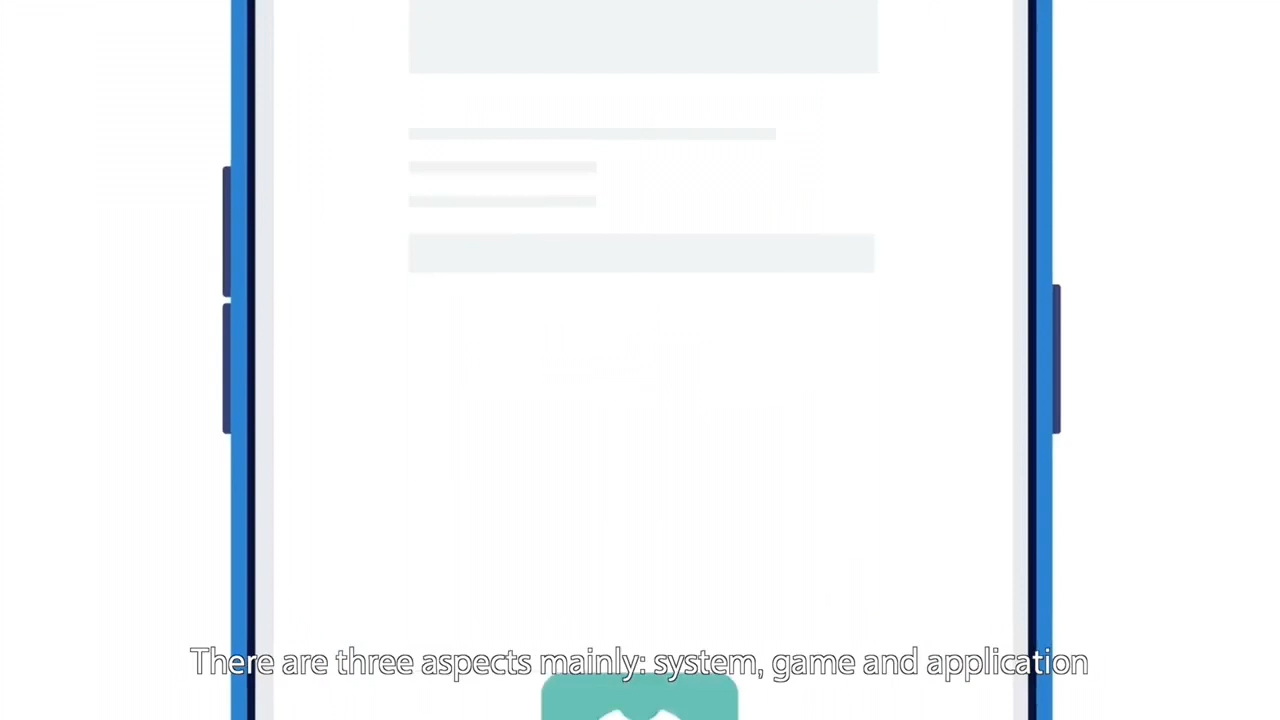 There are three aspects mainly: system, game and application